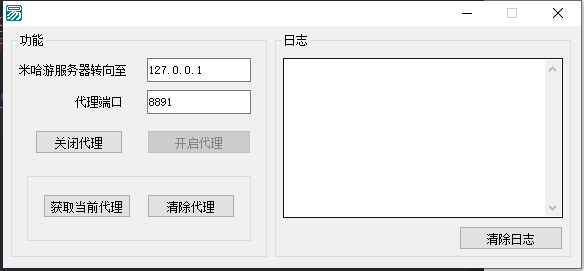 易
功能
米哈游服务器转向至 127.0.0.1
代理端口 8891
关闭代理 开启代理
获取当前代理 清除代理
日志
清除日志